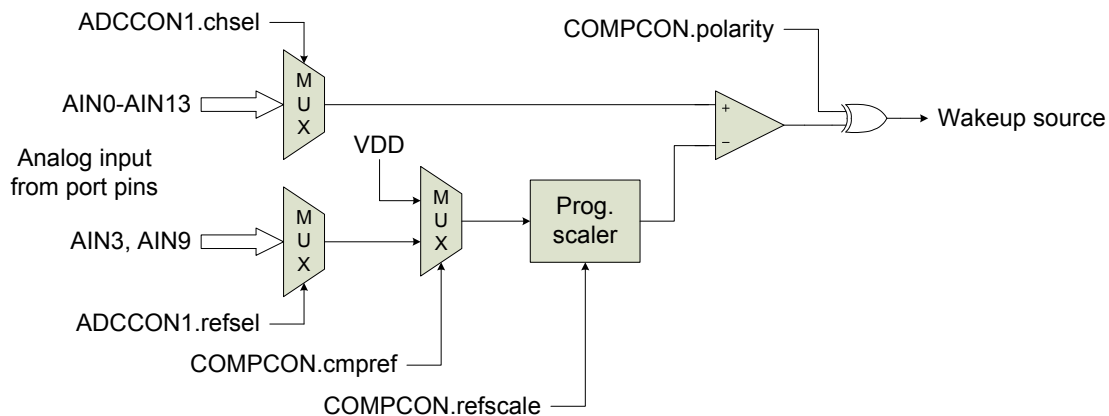 ADCCON1.chsel
COMPCON.polarity
M
U
X
AIN0-AIN13
+
Wakeup source
Analog input
from port pins
VDD
−
M
U
X
M
U
X
Prog.
scaler
AIN3, AIN9
ADCCON1.refsel
COMPCON.cmpref
COMPCON.refscale